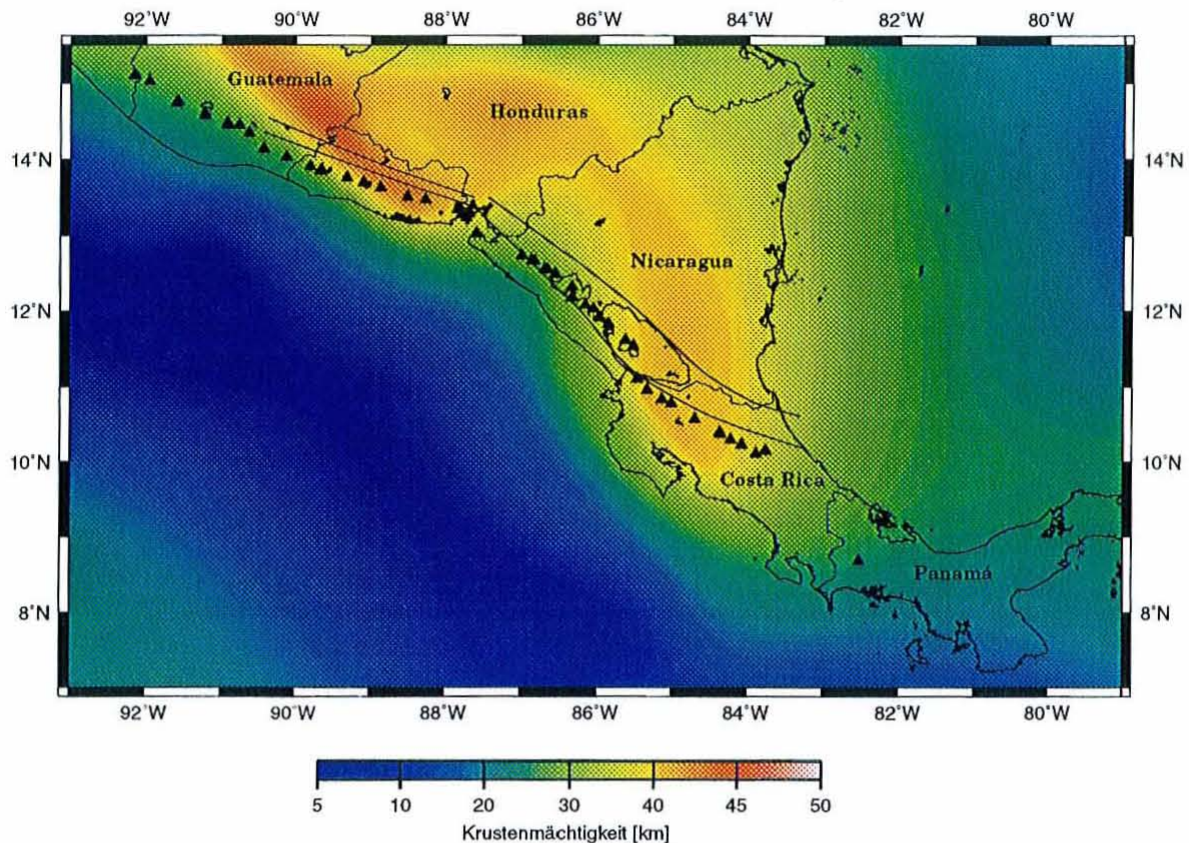 92˚W 90˚W 88˚W 86˚W 84˚W 82˚W 80˚W
Guatemala
Honduras
14˚N 14˚N
Nicaragua
12˚N 12˚N
10˚N 10˚N
Costa Rica
Panamá
8˚N 8˚N
92˚W 90˚W 88˚W 86˚W 84˚W 82˚W 80˚W
5 10 20 30 40 45 50
Krustenmächtigkeit [km]